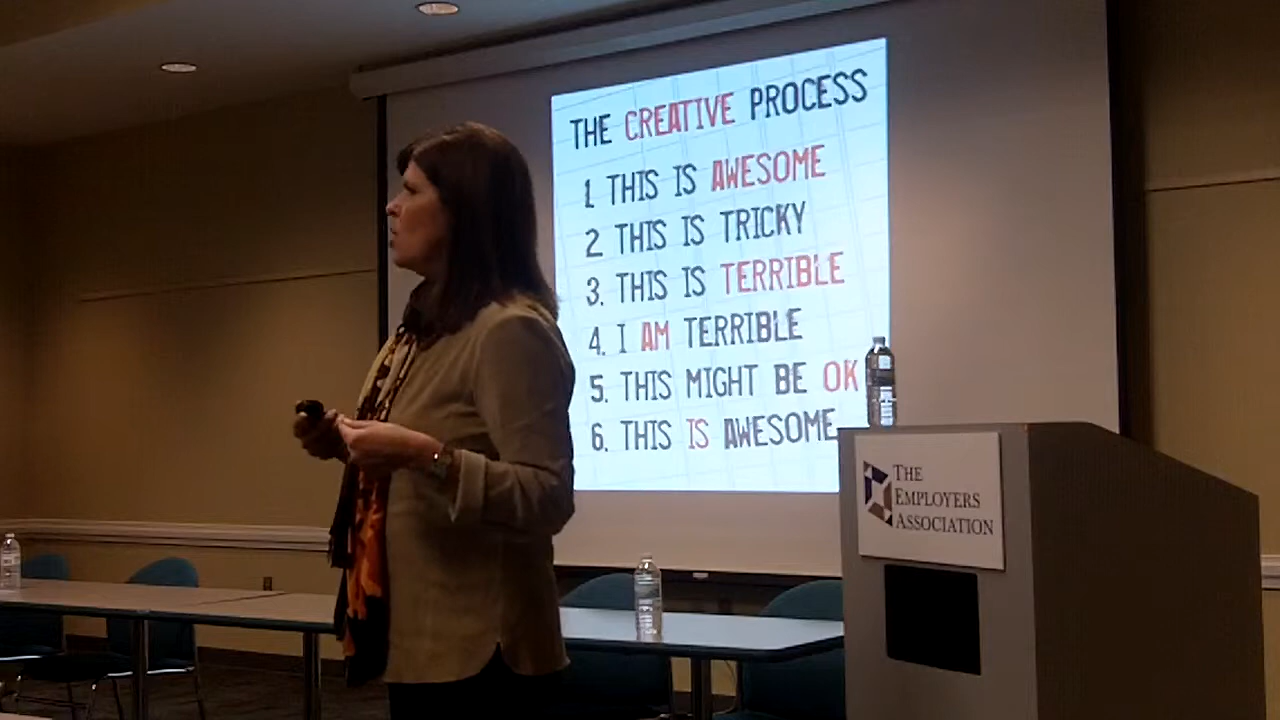 THE CREATIVE PROCESS
1. THIS IS AWESOME
2. THIS IS TRICKY
3. THIS IS TERRIBLE
4. I AM TERRIBLE
5. THIS MIGHT BE OK
6. THIS IS AWESOME
THE
EMPLOYERS
ASSOCIATION